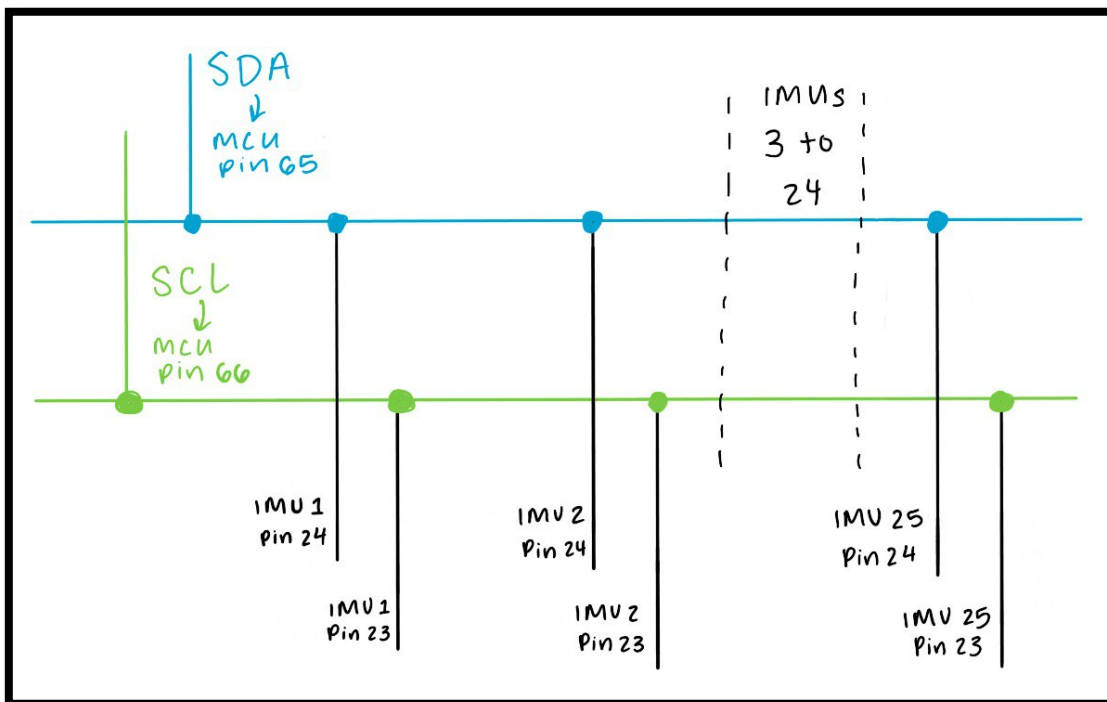 SDA
mcu
pin 65
IMUs
3 to
24
SCL
mcu
pin 66
IMU 1
Pin 24
IMU 1
Pin 23
IMU 2
Pin 24
IMU 2
Pin 23
IMU 25
Pin 24
IMU 25
Pin 23